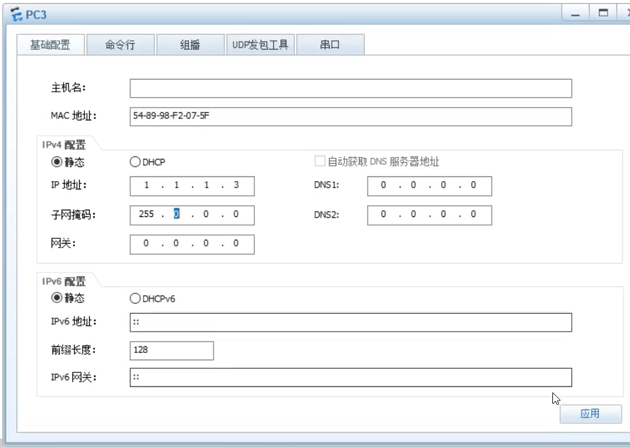 PC3
基础配置 命令行 组播 UDP发包工具 串口
主机名:
MAC 地址: 54-89-98-F2-07-5F
IPv4 配置
静态 DHCP 自动获取 DNS 服务器地址
IP 地址: 1 . 1 . 1 . 3 DNS1: 0 . 0 . 0 . 0
子网掩码: 255 . 0 . 0 . 0 DNS2: 0 . 0 . 0 . 0
网关: 0 . 0 . 0 . 0
IPv6 配置
静态 DHCPv6
IPv6 地址: ::
前缀长度: 128
IPv6 网关: ::
应用